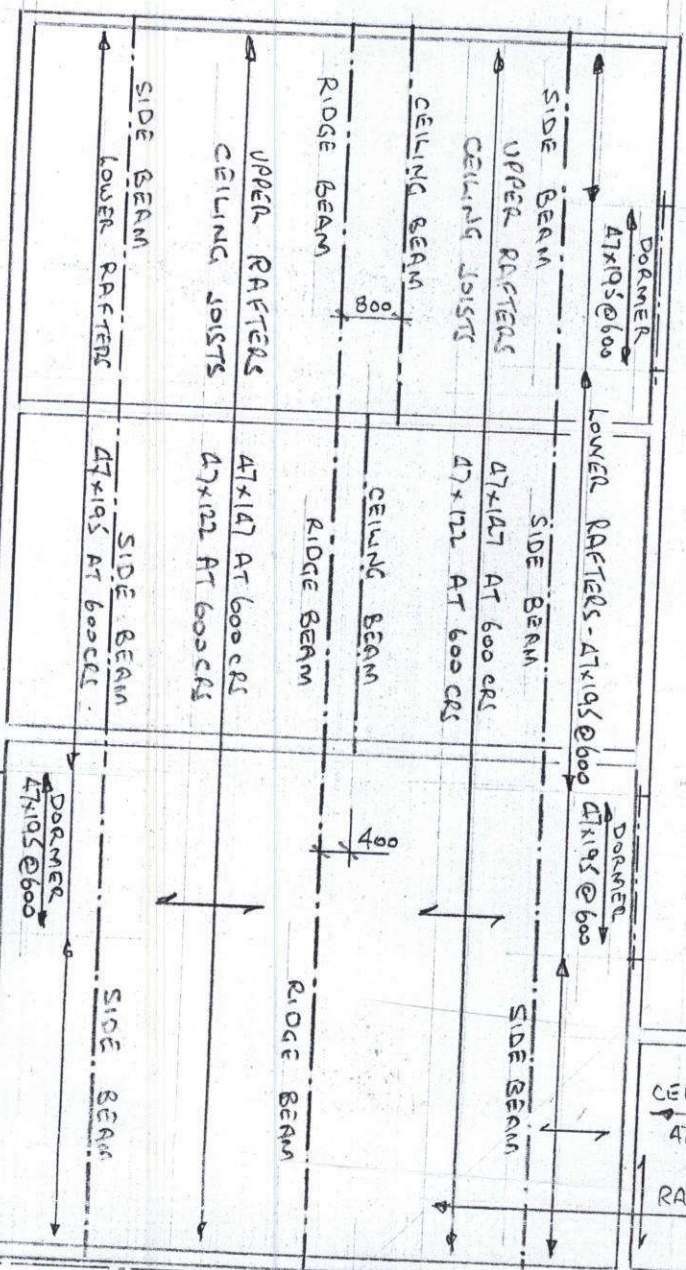 DORMER
47x195@600
LOWER RAFTERS - 47x195@600
DORMER
47x195@600
SIDE BEAM
SIDE BEAM
SIDE BEAM
UPPER RAFTERS
47x147 AT 600 CRS
CEILING JOISTS
47x122 AT 600 CRS
CEILING BEAM
CEILING BEAM
800
400
RIDGE BEAM
RIDGE BEAM
RIDGE BEAM
UPPER RAFTERS
47x147 AT 600 CRS
CEILING JOISTS
47x122 AT 600 CRS
SIDE BEAM
SIDE BEAM
SIDE BEAM
LOWER RAFTERS
47x195 AT 600 CRS.
DORMER
47x195@600